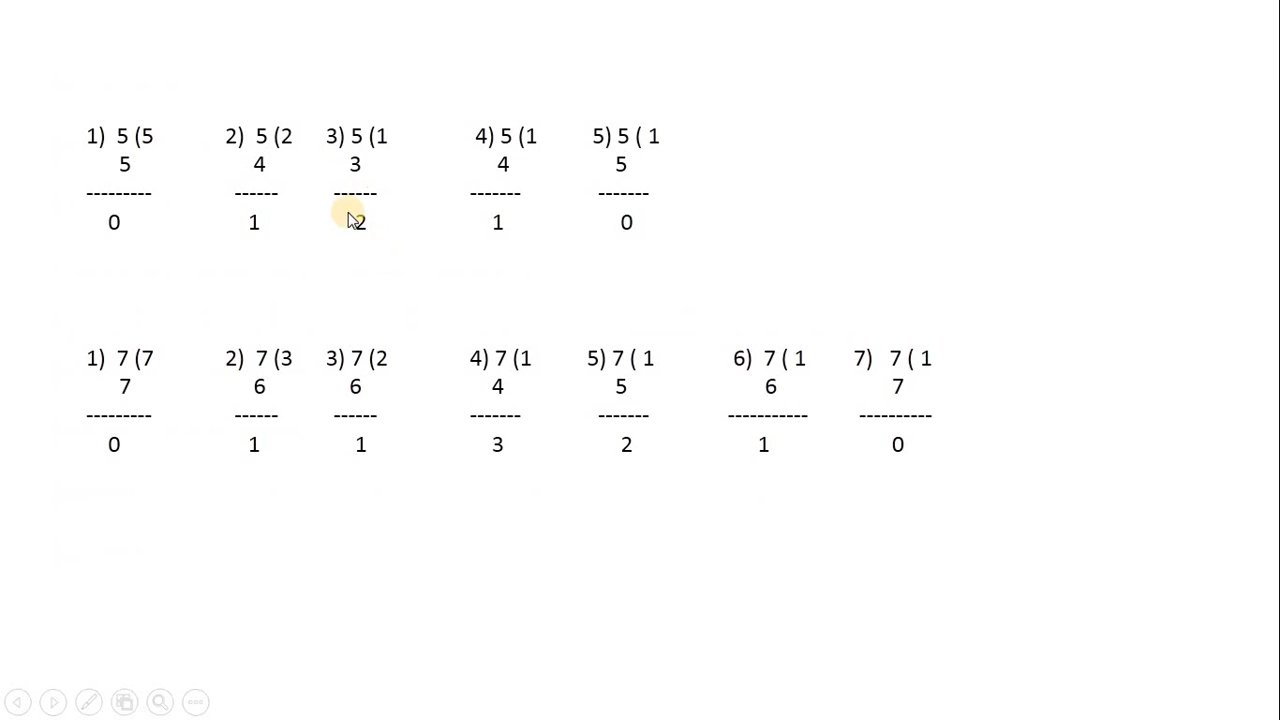 1)  5 (5  2)  5 (2  3) 5 (1  4) 5 (1  5) 5 ( 1
5  4  3  4  5
---------  ------  ------  -------  -------
0  1  2  1  0
1)  7 (7  2)  7 (3  3) 7 (2  4) 7 (1  5) 7 ( 1  6)  7 ( 1  7)   7 ( 1
7  6  6  4  5  6  7
---------  ------  ------  -------  -------  -----------  ----------
0  1  1  3  2  1  0